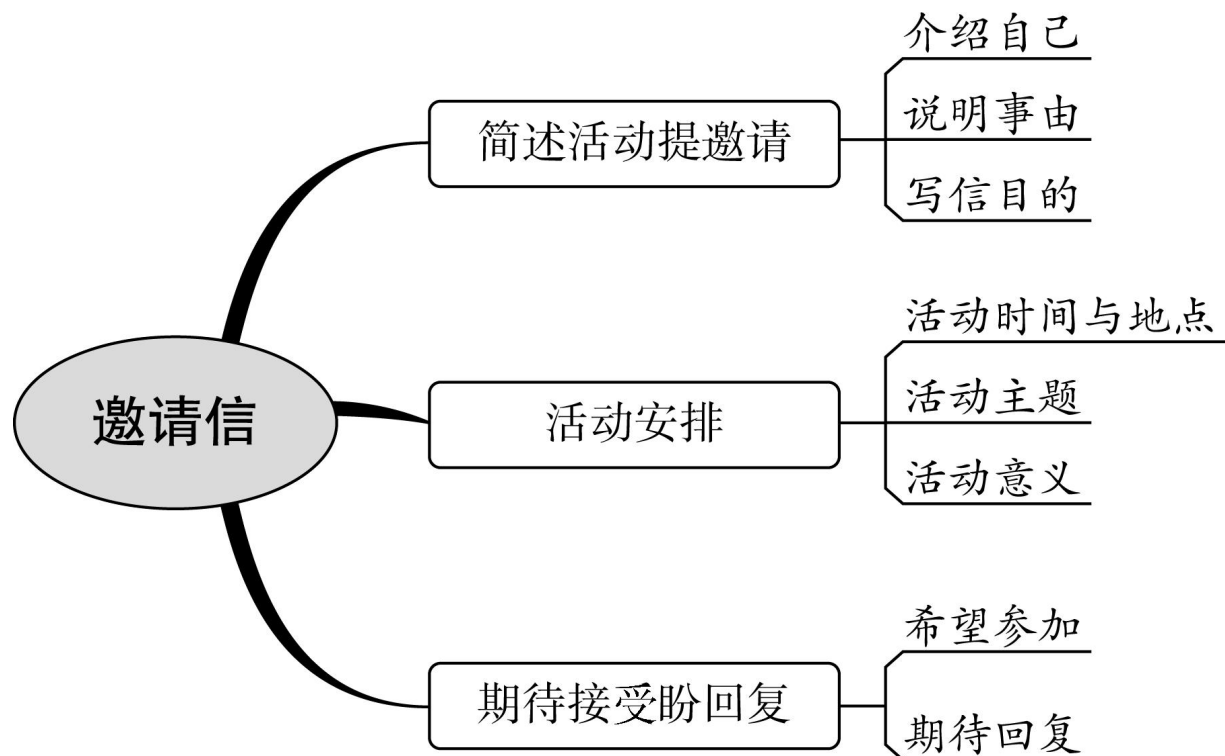 邀请信
简述活动提邀请
介绍自己
说明事由
写信目的
活动安排
活动时间与地点
活动主题
活动意义
期待接受盼回复
希望参加
期待回复